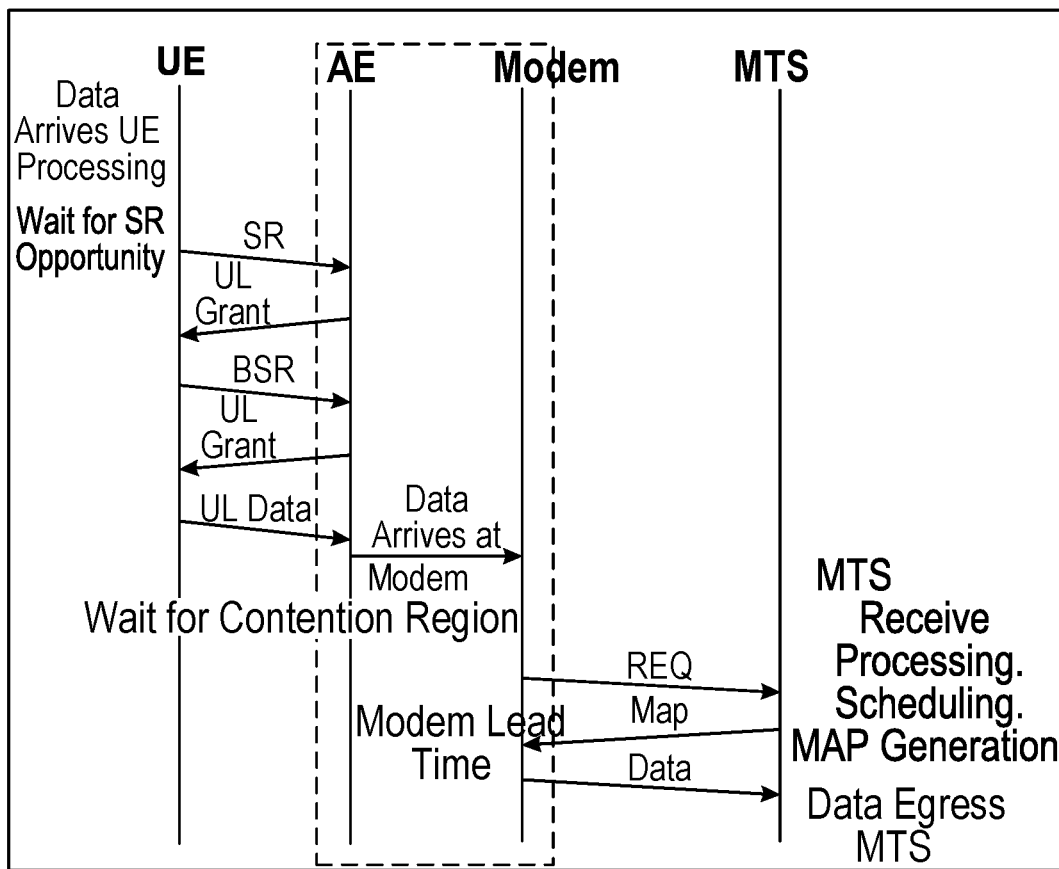 UE
AE
Modem
MTS
Data
Arrives UE
Processing
Wait for SR
Opportunity
SR
UL
Grant
BSR
UL
Grant
UL Data
Data
Arrives at
Modem
Wait for Contention Region
MTS
Receive
Processing.
Scheduling.
MAP Generation
REQ
Map
Modem Lead
Time
Data
Data Egress
MTS